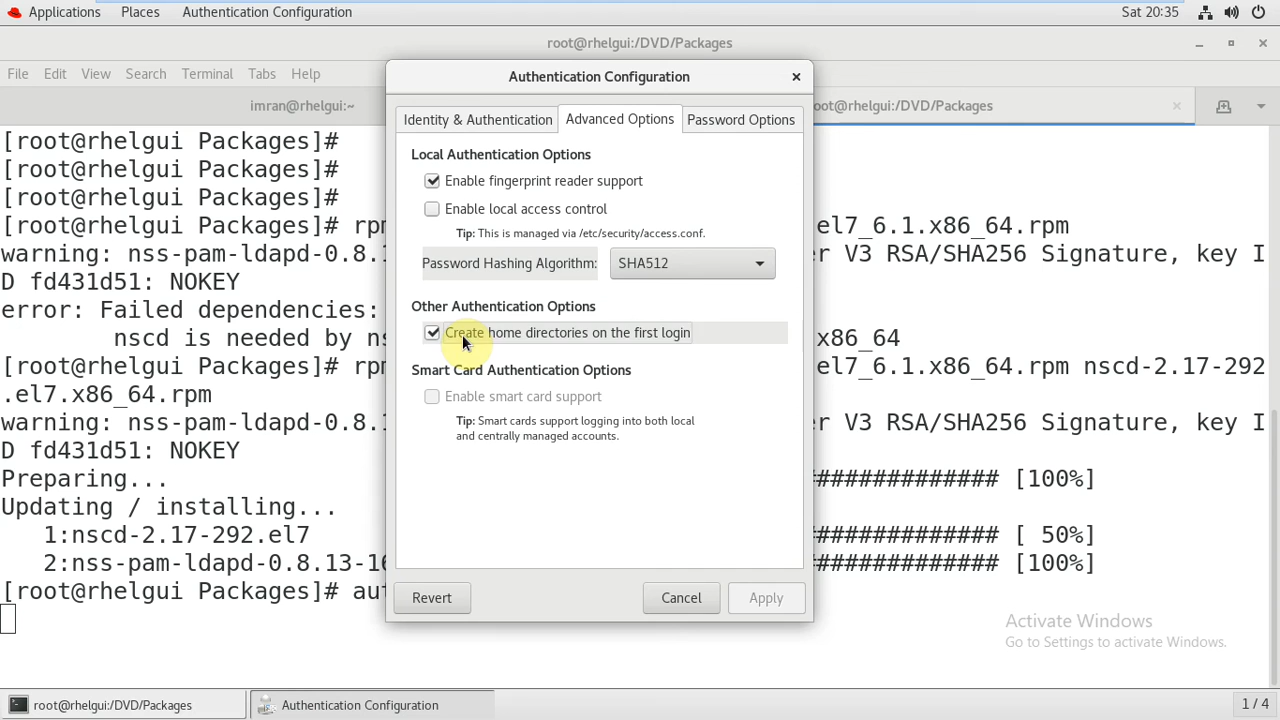 Applications Places Authentication Configuration Sat 20:35
root@rhelgui:/DVD/Packages
File Edit View Search Terminal Tabs Help
imran@rhelgui:~
oot@rhelgui:/DVD/Packages
Authentication Configuration
Identity & Authentication Advanced Options Password Options
Local Authentication Options
Enable fingerprint reader support
Enable local access control
Tip: This is managed via /etc/security/access.conf.
Password Hashing Algorithm: SHA512
Other Authentication Options
Create home directories on the first login
Smart Card Authentication Options
Enable smart card support
Tip: Smart cards support logging into both local
and centrally managed accounts.
Revert Cancel Apply
[root@rhelgui Packages]#
[root@rhelgui Packages]#
[root@rhelgui Packages]#
[root@rhelgui Packages]# rpm el7_6.1.x86_64.rpm
warning: nss-pam-ldapd-0.8.1 er V3 RSA/SHA256 Signature, key I
D fd431d51: NOKEY
error: Failed dependencies:
nscd is needed by ns x86_64
[root@rhelgui Packages]# rpm el7_6.1.x86_64.rpm nscd-2.17-292
.el7.x86_64.rpm
warning: nss-pam-ldapd-0.8.1 er V3 RSA/SHA256 Signature, key I
D fd431d51: NOKEY
Preparing... ############## [100%]
Updating / installing...
1:nscd-2.17-292.el7 ############## [ 50%]
2:nss-pam-ldapd-0.8.13-16 ############## [100%]
[root@rhelgui Packages]# aut
Activate Windows
Go to Settings to activate Windows.
root@rhelgui:/DVD/Packages Authentication Configuration 1 / 4